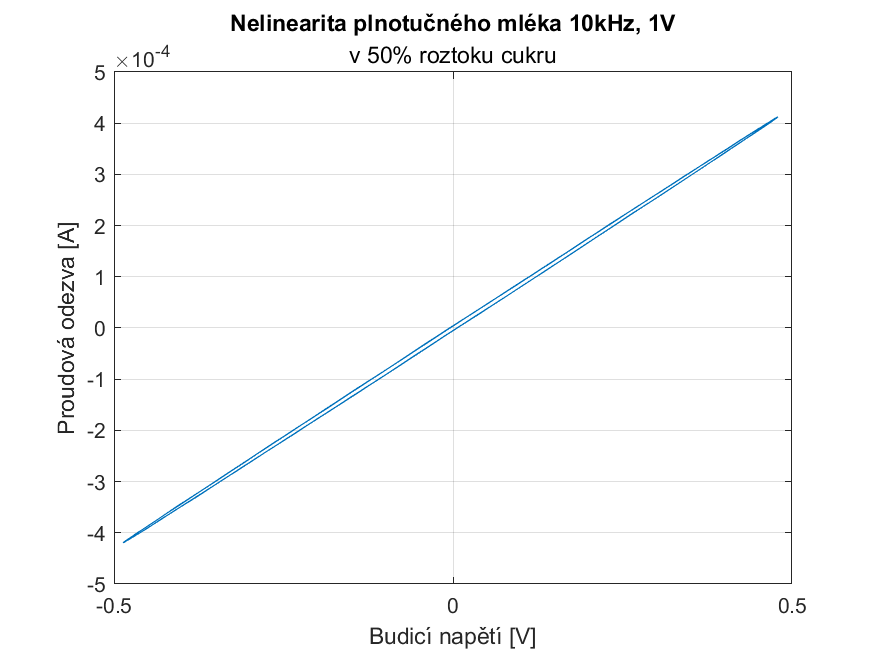 Nelinearita plnotučného mléka 10kHz, 1V
v 50% roztoku cukru
×10-4
5
4
3
2
1
0
-1
-2
-3
-4
-5
Proudová odezva [A]
-0.5 0 0.5
Budicí napětí [V]